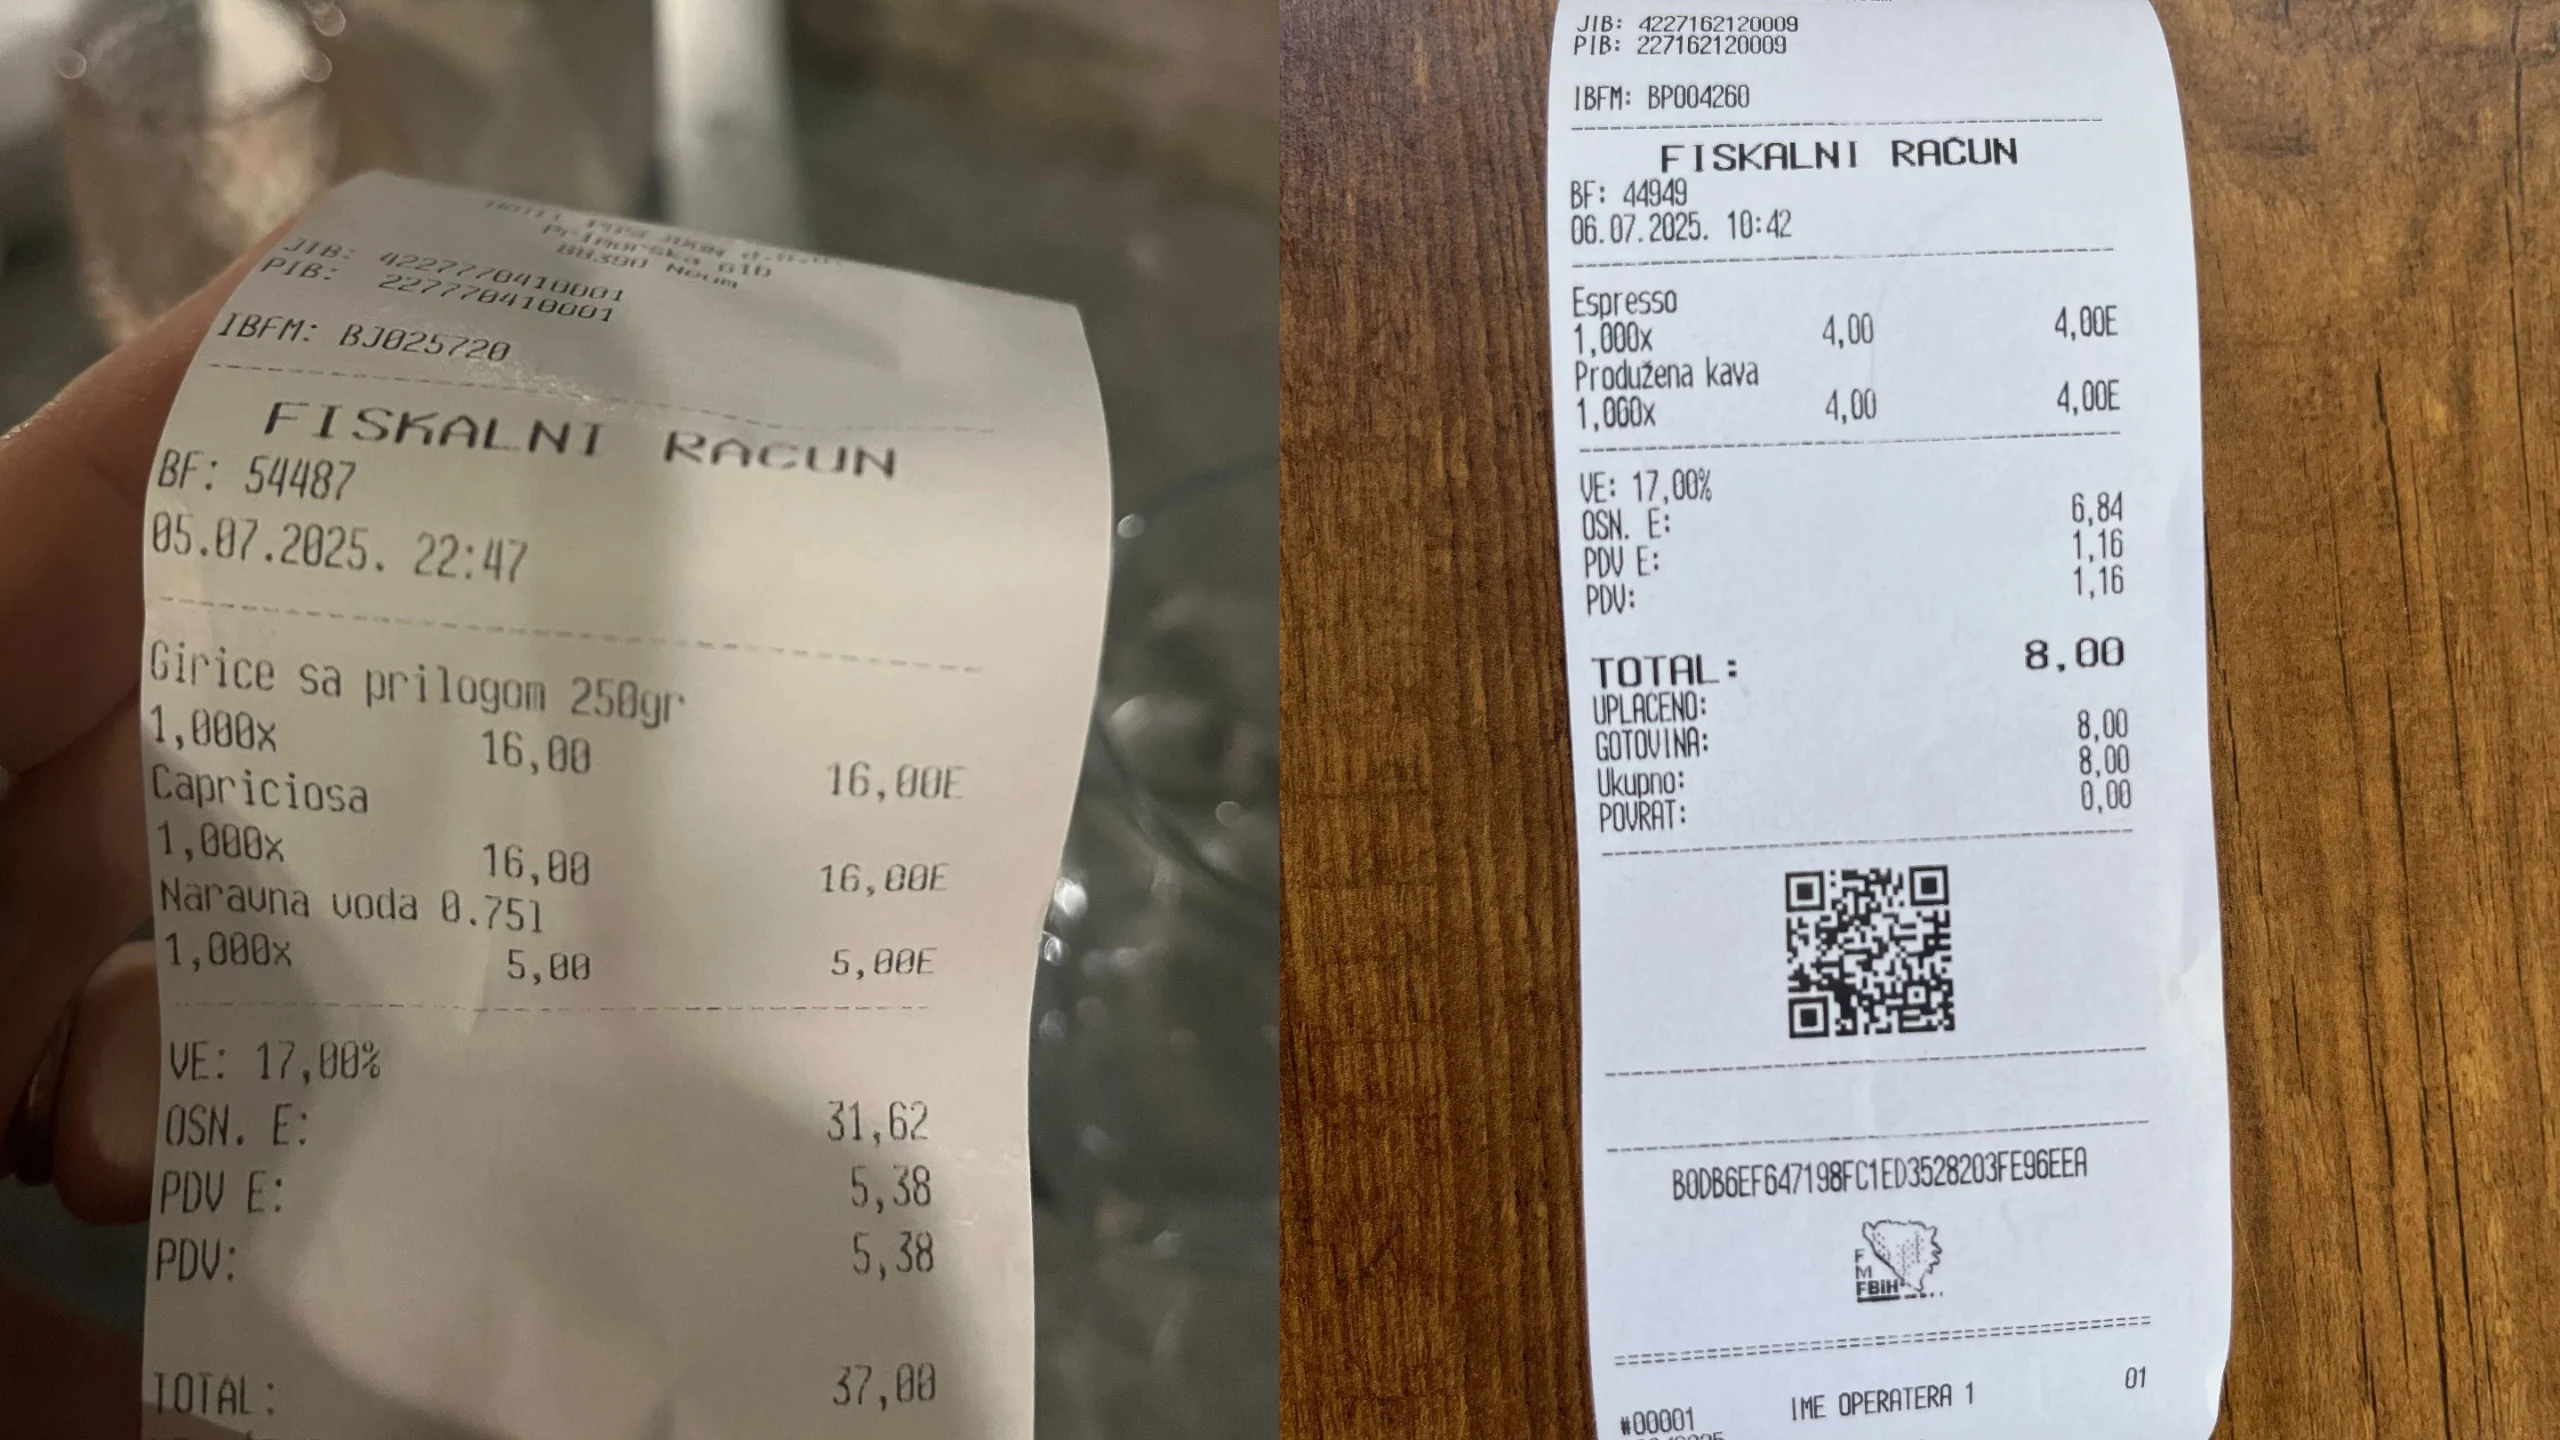 Primorska 61D
88390 Neum
JIB: 4227770410001
PIB: 227770410001
IBFM: BJ025720
FISKALNI RACUN
BF: 54487
05.07.2025. 22:47
Girice sa prilogom 250gr
1,000x 16,00 16,00E
Capriciosa
1,000x 16,00 16,00E
Naravna voda 0.75l
1,000x 5,00 5,00E
VE: 17,00%
OSN. E: 31,62
PDV E: 5,38
PDV: 5,38
TOTAL: 37,00
JIB: 4227162120009
PIB: 227162120009
IBFM: BP004260
FISKALNI RACUN
BF: 44949
06.07.2025. 10:42
Espresso
1,000x 4,00 4,00E
Produžena kava
1,000x 4,00 4,00E
VE: 17,00%
OSN. E: 6,84
PDV E: 1,16
PDV: 1,16
TOTAL: 8,00
UPLACENO:
GOTOVINA: 8,00
Ukupno: 8,00
POVRAT: 0,00
B0DB6EF647198FC1ED3528203FE96EEA
F
M
FBiH
#00001 IME OPERATERA 1 01